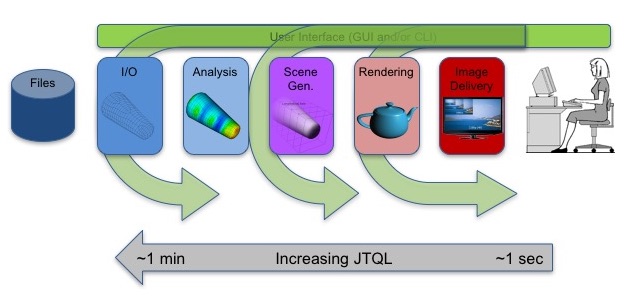 User Interface (GUI and/or CLI)
Files
I/O
Analysis
Scene
Gen.
Rendering
Image
Delivery
~1 min
Increasing JTQL
~1 sec